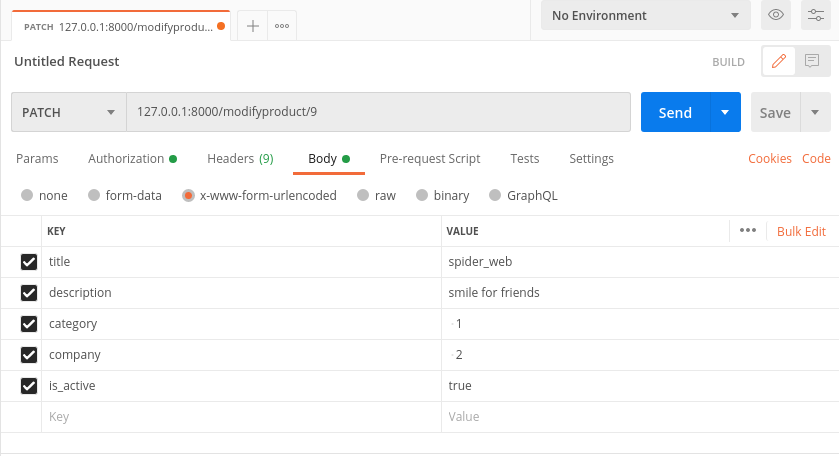 PATCH 127.0.0.1:8000/modifyprodu...
No Environment
Untitled Request
BUILD
PATCH 127.0.0.1:8000/modifyproduct/9 Send Save
Params Authorization Headers (9) Body Pre-request Script Tests Settings Cookies Code
none form-data x-www-form-urlencoded raw binary GraphQL
KEY VALUE Bulk Edit
title spider_web
description smile for friends
category 1
company 2
is_active true
Key Value